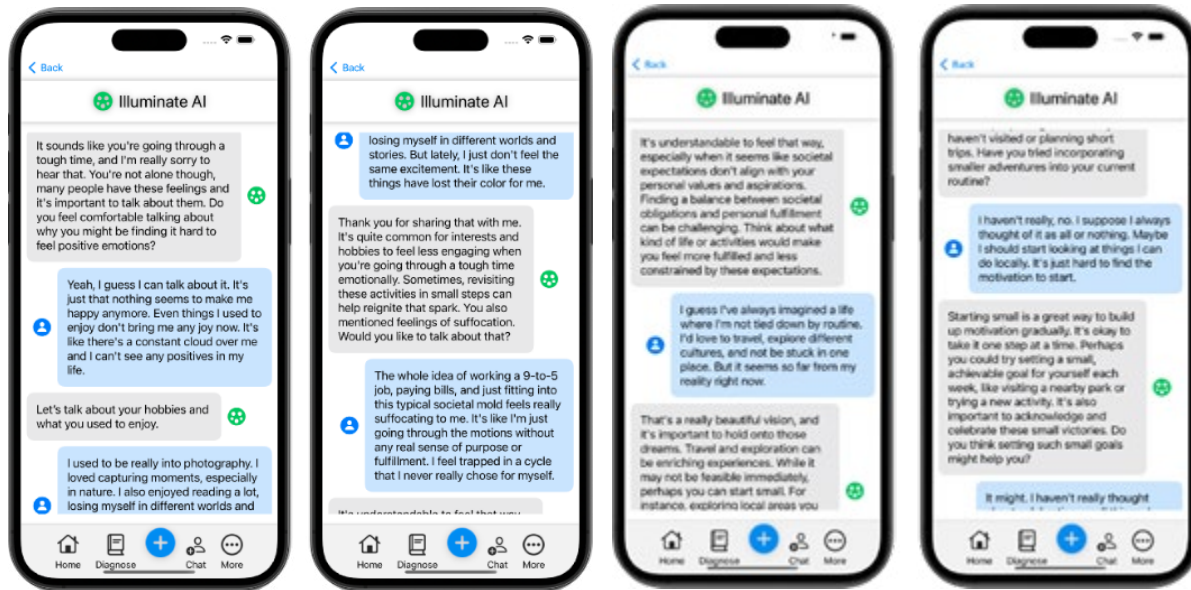 Back
Illuminate AI
It sounds like you're going through a
tough time, and I'm really sorry to
hear that. You're not alone though,
many people have these feelings and
it's important to talk about them. Do
you feel comfortable talking about
why you might be finding it hard to
feel positive emotions?
Yeah, I guess I can talk about it. It's
just that nothing seems to make me
happy anymore. Even things I used to
enjoy don't bring me any joy now. It's
like there's a constant cloud over me
and I can't see any positives in my
life.
Let's talk about your hobbies and
what you used to enjoy.
I used to be really into photography. I
loved capturing moments, especially
in nature. I also enjoyed reading a lot,
losing myself in different worlds and
Home Diagnose Chat More
Back
Illuminate AI
losing myself in different worlds and
stories. But lately, I just don't feel the
same excitement. It's like these
things have lost their color for me.
Thank you for sharing that with me.
It's quite common for interests and
hobbies to feel less engaging when
you're going through a tough time
emotionally. Sometimes, revisiting
these activities in small steps can
help reignite that spark. You also
mentioned feelings of suffocation.
Would you like to talk about that?
The whole idea of working a 9-to-5
job, paying bills, and just fitting into
this typical societal mold feels really
suffocating to me. It's like I'm just
going through the motions without
any real sense of purpose or
fulfillment. I feel trapped in a cycle
that I never really chose for myself.
It's understandable to feel that way,
Home Diagnose Chat More
Back
Illuminate AI
It's understandable to feel that way,
especially when it seems like societal
expectations don't align with your
personal values and aspirations.
Finding a balance between societal
obligations and personal fulfillment
can be challenging. Think about what
kind of life or activities would make
you feel more fulfilled and less
constrained by these expectations.
I guess I've always imagined a life
where I'm not tied down by routine.
I'd love to travel, explore different
cultures, and not be stuck in one
place. But it seems so far from my
reality right now.
That's a really beautiful vision, and
it's important to hold onto those
dreams. Travel and exploration can
be enriching experiences. While it
may not be feasible immediately,
perhaps you can start small. For
instance, exploring local areas you
Home Diagnose Chat More
Back
Illuminate AI
haven't visited or planning short
trips. Have you tried incorporating
smaller adventures into your current
routine?
I haven't really, no. I suppose I always
thought of it as all or nothing. Maybe
I should start looking at things I can
do locally. It's just hard to find the
motivation to start.
Starting small is a great way to build
up motivation gradually. It's okay to
take it one step at a time. Perhaps
you could try setting a small,
achievable goal for yourself each
week, like visiting a nearby park or
trying a new activity. It's also
important to acknowledge and
celebrate these small victories. Do
you think setting such small goals
might help you?
It might. I haven't really thought
Home Diagnose Chat More